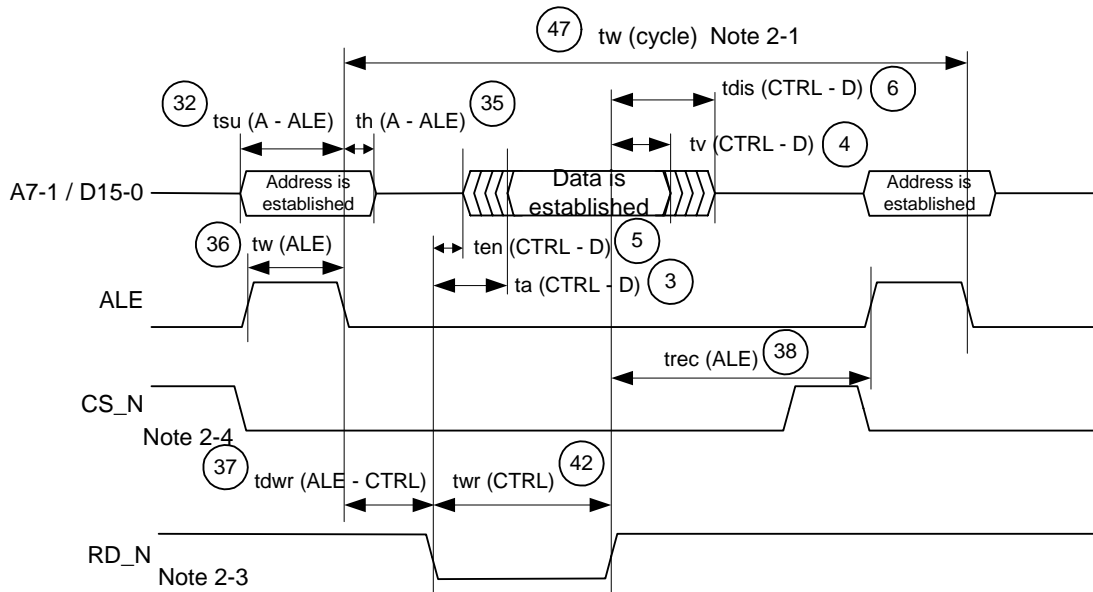 47 tw (cycle) Note 2-1
tdis (CTRL - D) 6
32 tsu (A - ALE) th (A - ALE) 35
tv (CTRL - D) 4
A7-1 / D15-0
Address is
established
Data is
established
Address is
established
36 tw (ALE)
ten (CTRL - D) 5
ta (CTRL - D) 3
ALE
trec (ALE) 38
CS_N
Note 2-4
37 tdwr (ALE - CTRL) twr (CTRL) 42
RD_N
Note 2-3